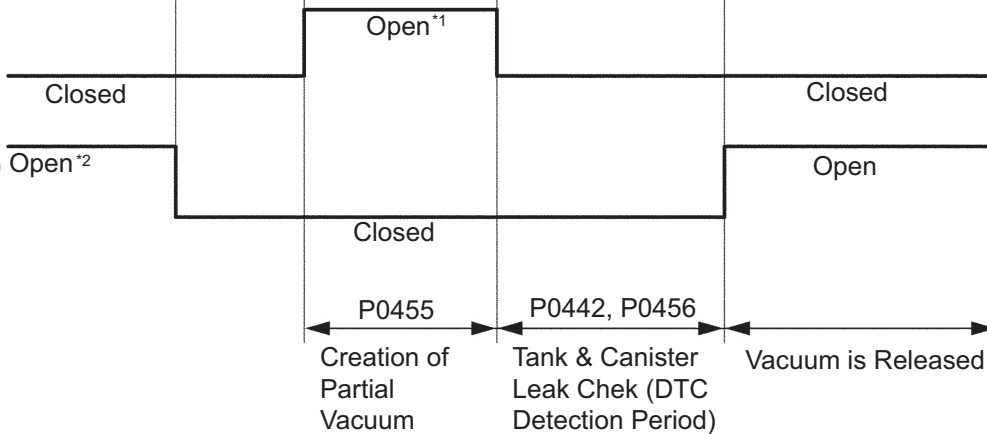 Open*1
Closed
Closed
Open*2
Open
Closed
P0455
P0442, P0456
Creation of
Partial
Vacuum
Tank & Canister
Leak Chek (DTC
Detection Period)
Vacuum is Released